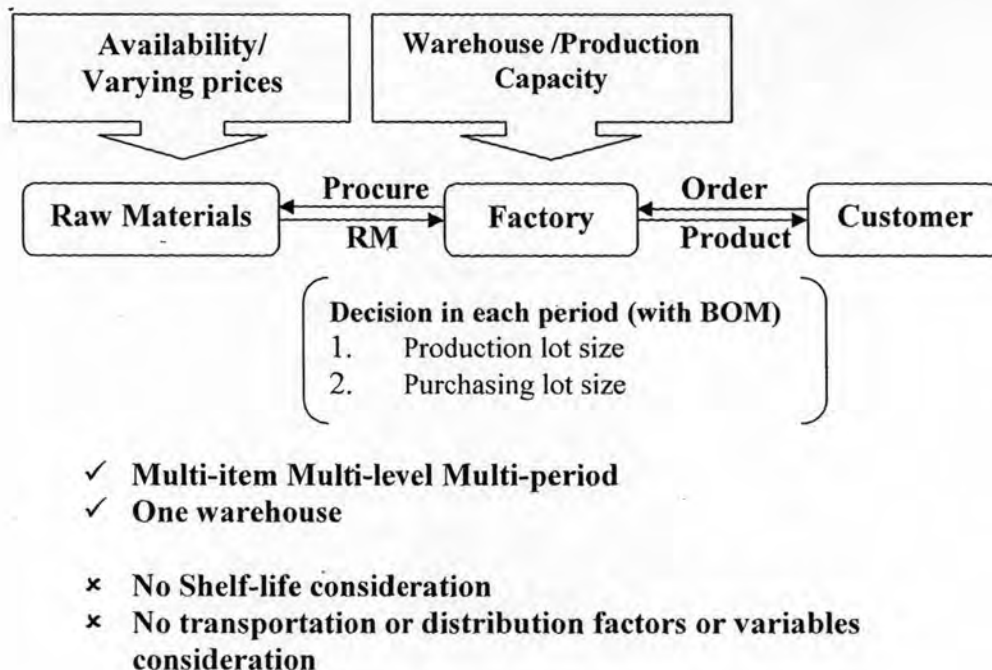 Availability/
Varying prices
Warehouse /Production
Capacity
Raw Materials
Procure
RM
Factory
Order
Product
Customer
Decision in each period (with BOM)
1. Production lot size
2. Purchasing lot size
✓ Multi-item Multi-level Multi-period
✓ One warehouse
× No Shelf-life consideration
× No transportation or distribution factors or variables
consideration